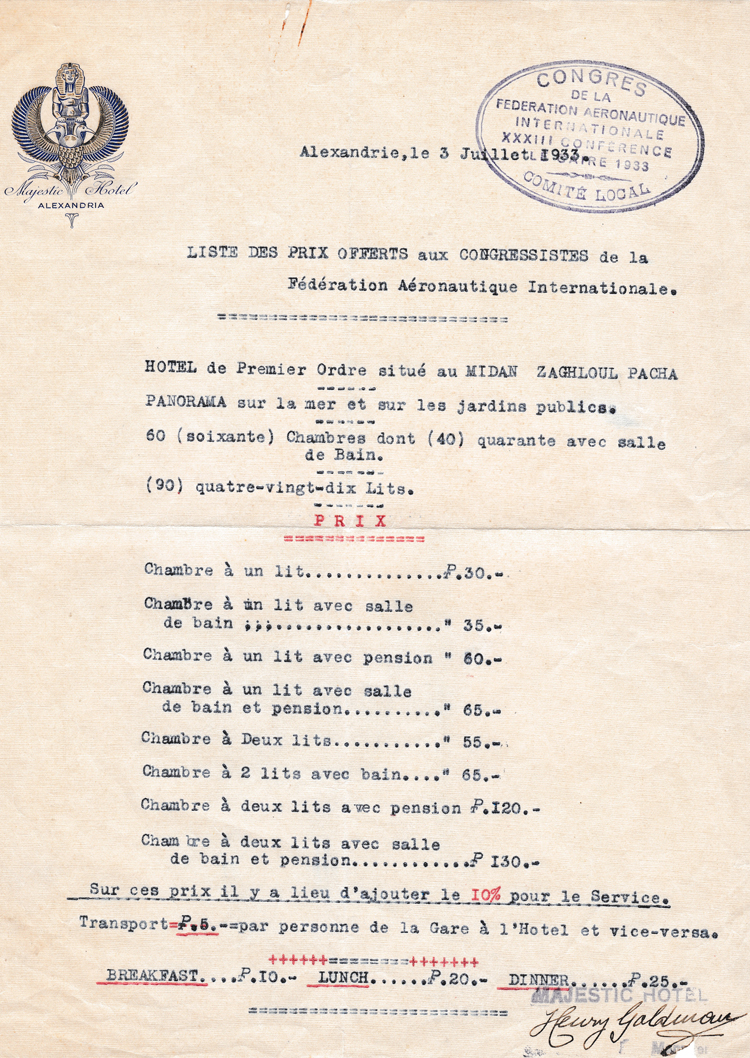 Majestic Hotel
ALEXANDRIA
CONGRES
DE LA
FEDERATION AERONAUTIQUE
INTERNATIONALE
XXXIII CONFERENCE
LE CAIRE 1933
COMITÉ LOCAL
Alexandrie,le 3 Juillet 1933.
LISTE DES PRIX OFFERTS aux CONGRESSISTES de la
Fédération Aéronautique Internationale.
==============================
HOTEL de Premier Ordre situé au MIDAN ZAGHLOUL PACHA
PANORAMA sur la mer et sur les jardins publics.
60 (soixante) Chambres dont (40) quarante avec salle
de Bain.
(90) quatre-vingt-dix Lits.
P R I X
==============
Chambre à un lit..............P.30.-
Chambre à un lit avec salle
de bain ;;;....................." 35.-
Chambre à un lit avec pension " 60.-
Chambre à un lit avec salle
de bain et pension.........." 65.-
Chambre à Deux lits..........." 55.-
Chambre à 2 lits avec bain...." 65.-
Chambre à deux lits avec pension P.120.-
Chambre à deux lits avec salle
de bain et pension............P 130.-
Sur ces prix il y a lieu d'ajouter le 10% pour le Service.
Transport=P.5.-=par personne de la Gare à l'Hotel et vice-versa.
++++++========+++++++
BREAKFAST....P.10.- LUNCH......P.20.- DINNER......P.25.-
MAJESTIC HOTEL
===========================
Henry Goldman